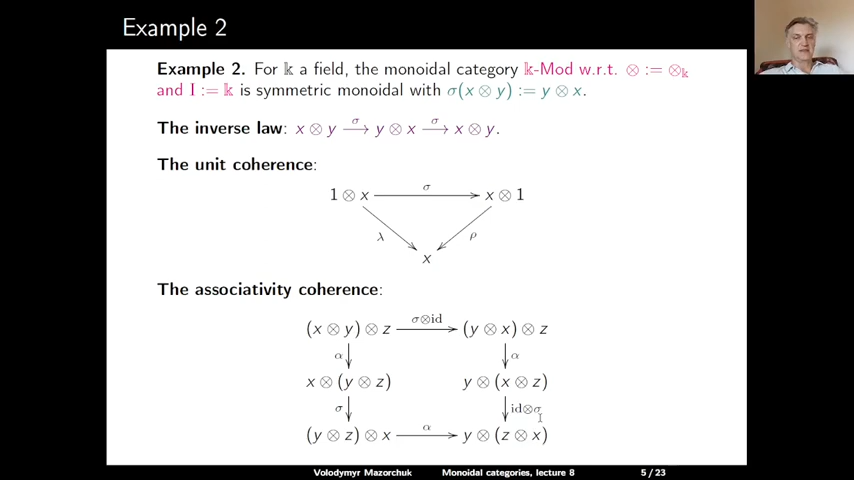 Example 2
Example 2. For 𝕜 a field, the monoidal category 𝕜-Mod w.r.t. ⊗ := ⊗𝕜
and I := 𝕜 is symmetric monoidal with σ(x ⊗ y) := y ⊗ x.
The inverse law: x ⊗ y →σ y ⊗ x →σ x ⊗ y.
The unit coherence:
σ
1 ⊗ x → x ⊗ 1
λ ρ
x
The associativity coherence:
σ⊗id
(x ⊗ y) ⊗ z → (y ⊗ x) ⊗ z
α α
x ⊗ (y ⊗ z) y ⊗ (x ⊗ z)
σ id⊗σ
α
(y ⊗ z) ⊗ x → y ⊗ (z ⊗ x)
Volodymyr Mazorchuk Monoidal categories, lecture 8 5 / 23